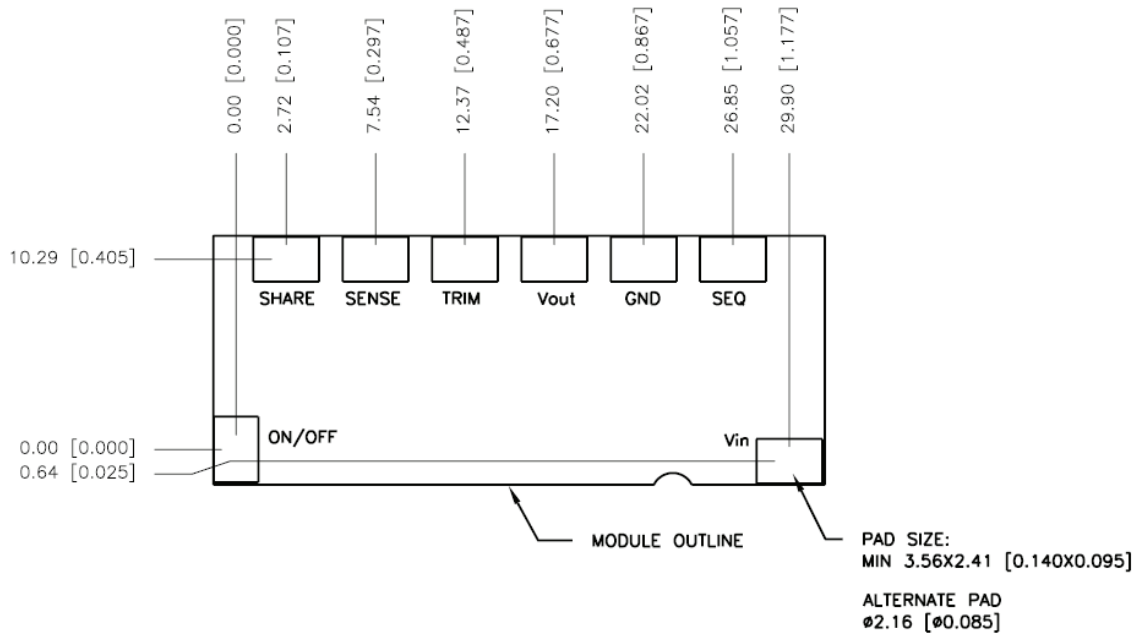 0.00 [0.000]
2.72 [0.107]
7.54 [0.297]
12.37 [0.487]
17.20 [0.677]
22.02 [0.867]
26.85 [1.057]
29.90 [1.177]
10.29 [0.405]
SHARE
SENSE
TRIM
Vout
GND
SEQ
0.00 [0.000]
0.64 [0.025]
ON/OFF
Vin
MODULE OUTLINE
PAD SIZE:
MIN 3.56X2.41 [0.140X0.095]
ALTERNATE PAD
ø2.16 [ø0.085]